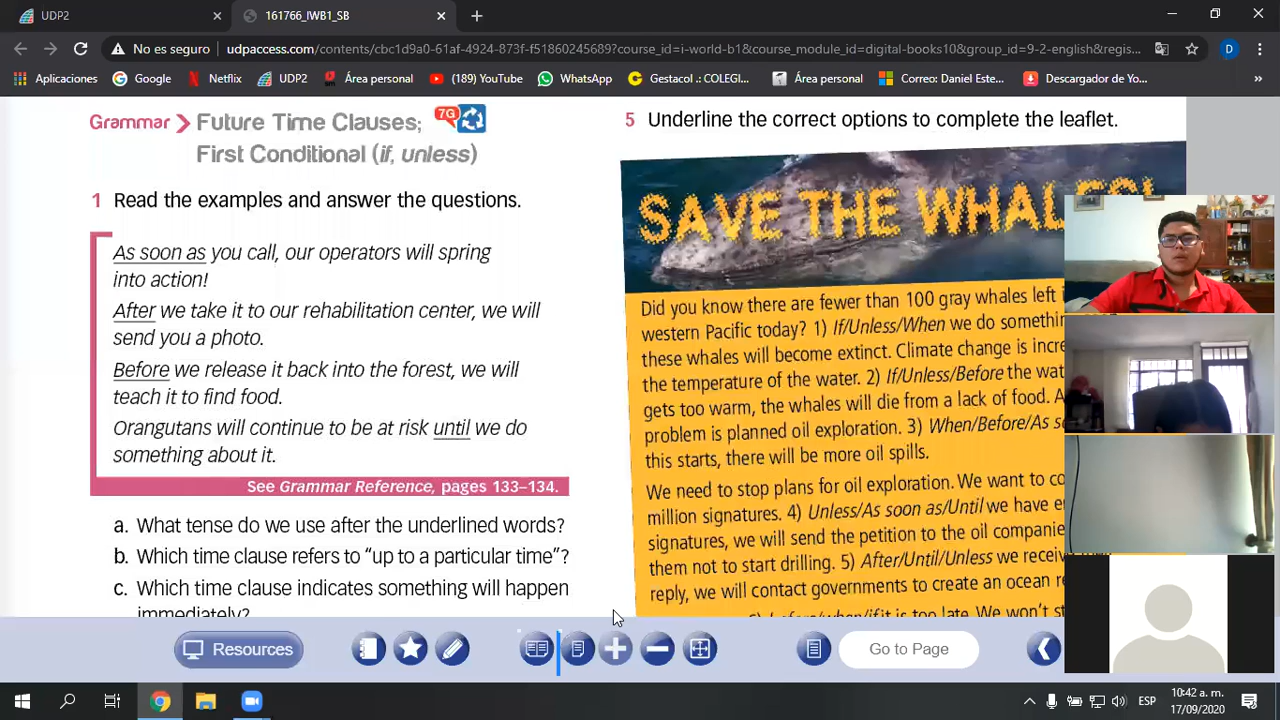 UDP2
161766_IWB1_SB
No es seguro
udpaccess.com/contents/cbc1d9a0-61af-4924-873f-f51860245689?course_id=i-world-b1&course_module_id=digital-books10&group_id=9-2-english&regis...
D
Aplicaciones
Google
Netflix
UDP2
Área personal
(189) YouTube
WhatsApp
Gestacol .: COLEGI...
Área personal
Correo: Daniel Este...
Descargador de Yo...
Grammar
Future Time Clauses;
First Conditional (if, unless)
7G
1 Read the examples and answer the questions.
As soon as you call, our operators will spring
into action!
After we take it to our rehabilitation center, we will
send you a photo.
Before we release it back into the forest, we will
teach it to find food.
Orangutans will continue to be at risk until we do
something about it.
See Grammar Reference, pages 133–134.
a. What tense do we use after the underlined words?
b. Which time clause refers to “up to a particular time”?
c. Which time clause indicates something will happen
immediately?
5 Underline the correct options to complete the leaflet.
SAVE THE
Did you know there are fewer than 100 gray whales left
western Pacific today? 1) If/Unless/When we do
these whales will become extinct. Climate change is
the temperature of the water. 2) If/Unless/Before the
gets too warm, the whales will die from a lack of food.
problem is planned oil exploration. 3) When/Before/As
this starts, there will be more oil spills.
We need to stop plans for oil exploration. We want to
million signatures. 4) Unless/As soon as/Until we have
signatures, we will send the petition to the oil
them not to start drilling. 5) After/Until/Unless we
reply, we will contact governments to create an ocean
before/when/if it is too late. We won't
Resources
Go to Page
ESP
10:42 a. m.
17/09/2020